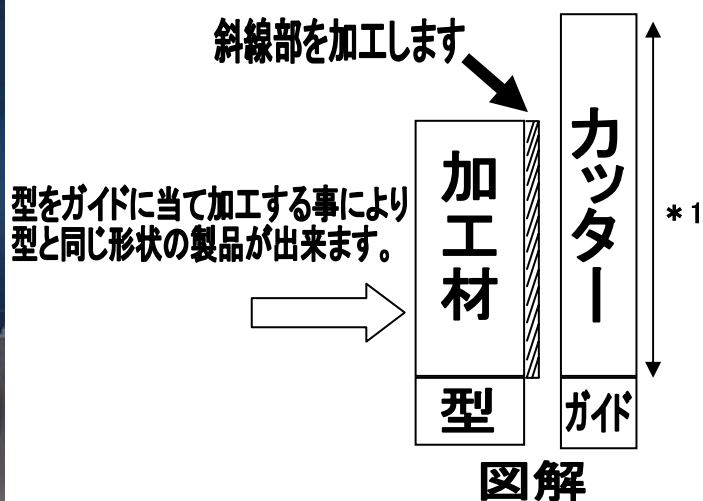 斜線部を加工します
カッター
加工材
*1
型をガイドに当て加工する事により
型と同じ形状の製品が出来ます。
型
ガイド
図解